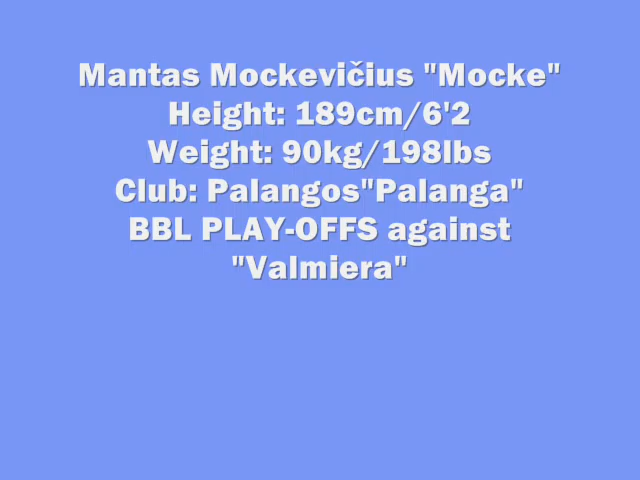 Mantas Mockevičius "Mocke"
Height: 189cm/6'2
Weight: 90kg/198lbs
Club: Palangos"Palanga"
BBL PLAY-OFFS against
"Valmiera"